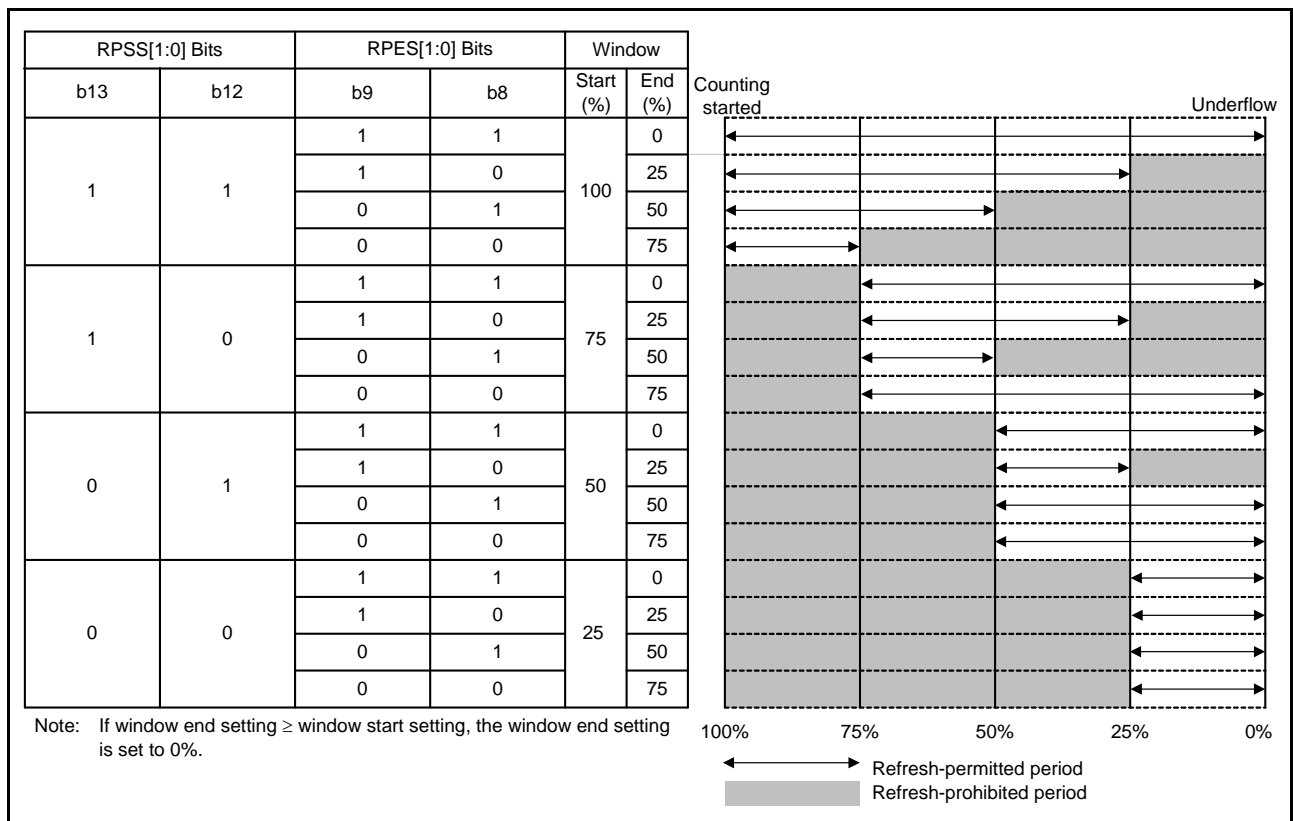 RPSS[1:0] Bits RPES[1:0] Bits Window
b13 b12 b9 b8 Start (%) End (%) Counting started Underflow
1 1 1 1 100 0
1 0 25
0 1 50
0 0 75
1 0 1 1 75 0
1 0 25
0 1 50
0 0 75
0 1 1 1 50 0
1 0 25
0 1 50
0 0 75
0 0 1 1 25 0
1 0 25
0 1 50
0 0 75
Note: If window end setting ≥ window start setting, the window end setting
is set to 0%.
100% 75% 50% 25% 0%
Refresh-permitted period
Refresh-prohibited period